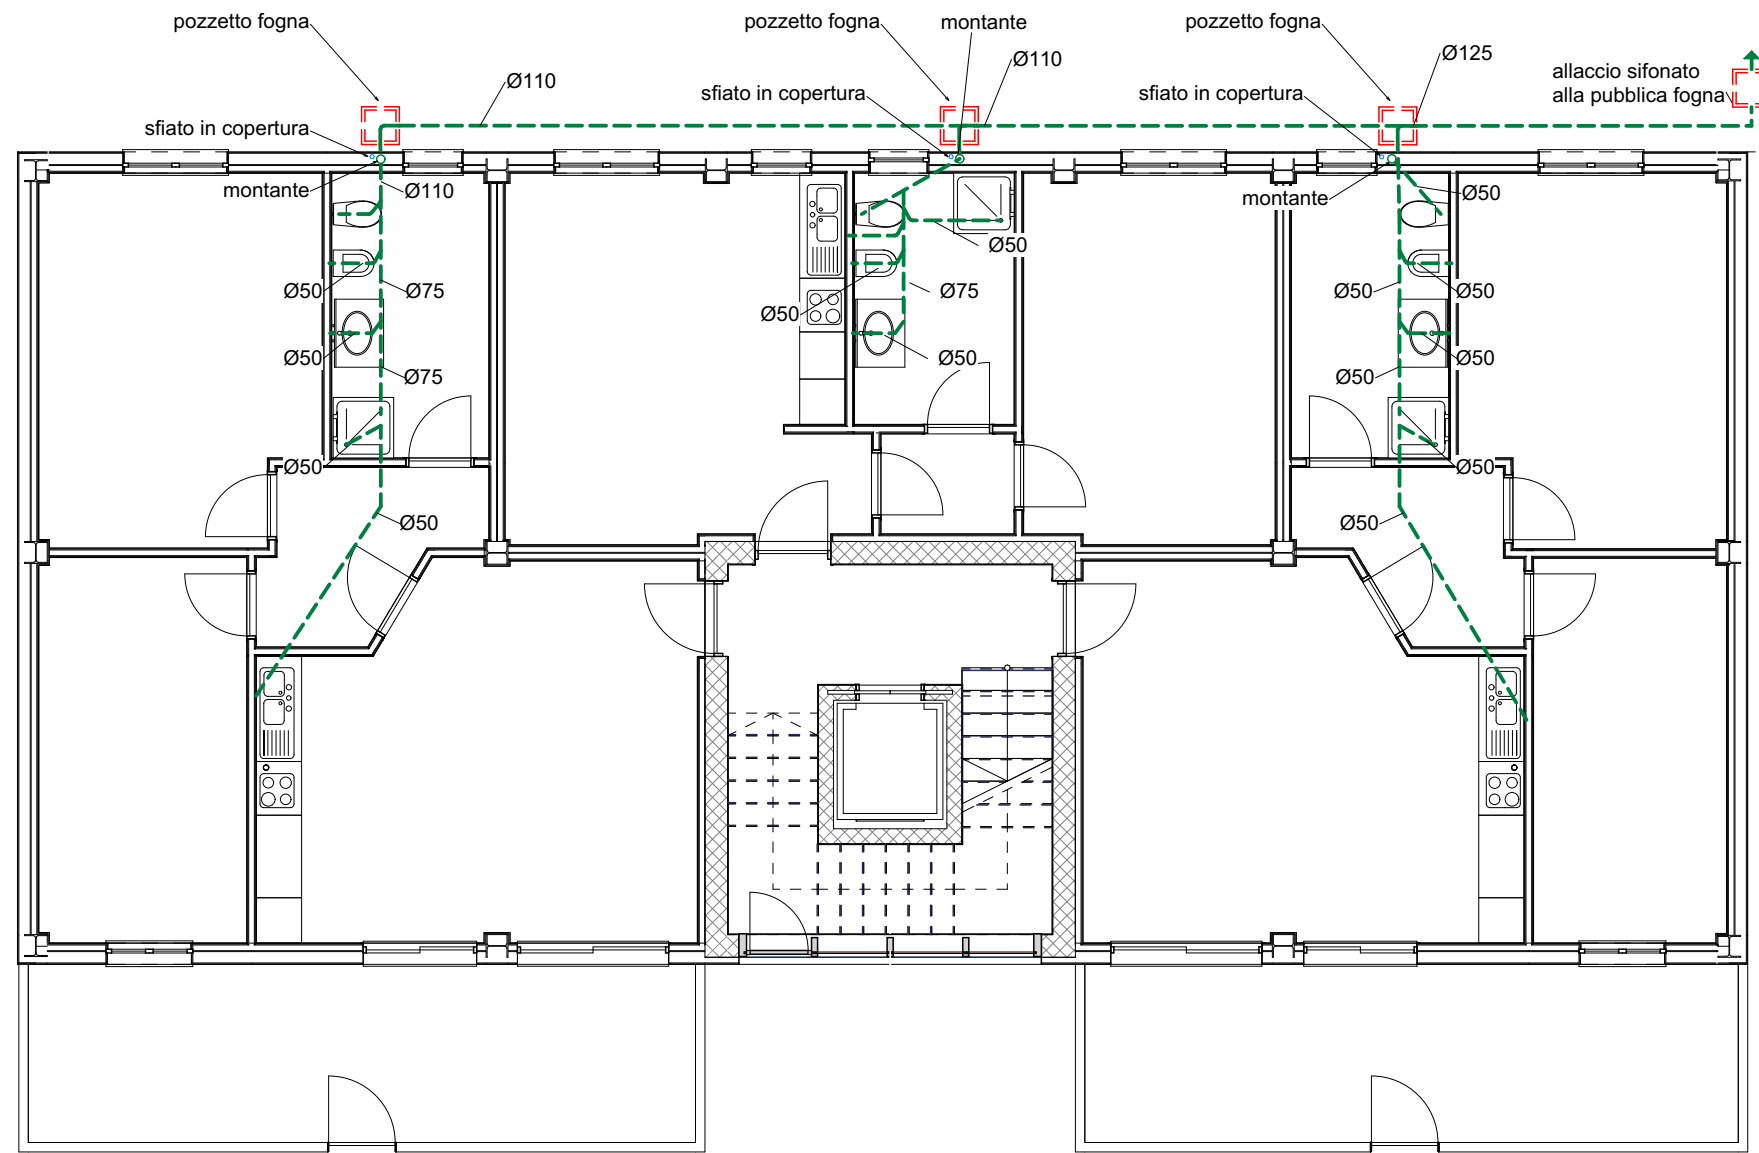 pozzetto fogna
pozzetto fogna
montante
pozzetto fogna
Ø110
Ø110
Ø125
allaccio sifonato
alla pubblica fogna
sfiato in copertura
sfiato in copertura
sfiato in copertura
montante
Ø110
montante
Ø50
Ø50
Ø50
Ø75
Ø50
Ø75
Ø50
Ø50
Ø50
Ø75
Ø50
Ø50
Ø50
Ø50
Ø50
Ø50
Ø50
Ø50